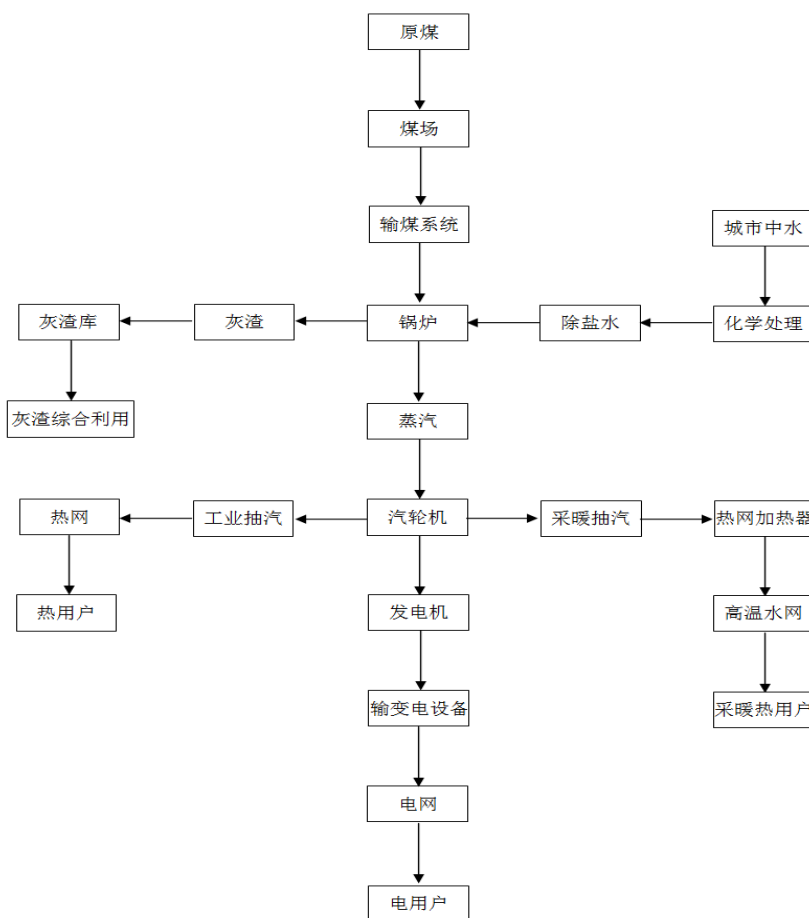 原煤
煤场
输煤系统
城市中水
灰渣库
灰渣
锅炉
除盐水
化学处理
灰渣综合利用
蒸汽
热网
工业抽汽
汽轮机
采暖抽汽
热网加热器
热用户
发电机
高温水网
输变电设备
采暖热用户
电网
电用户